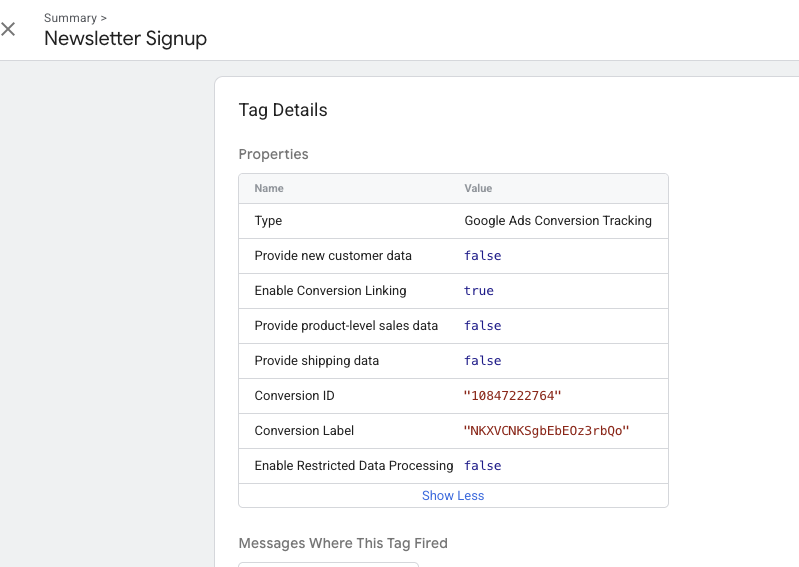 Summary >
Newsletter Signup
Tag Details
Properties
Name Value
Type Google Ads Conversion Tracking
Provide new customer data false
Enable Conversion Linking true
Provide product-level sales data false
Provide shipping data false
Conversion ID "10847222764"
Conversion Label "NKXVCNKSgbEbEOz3rbQo"
Enable Restricted Data Processing false
Show Less
Messages Where This Tag Fired